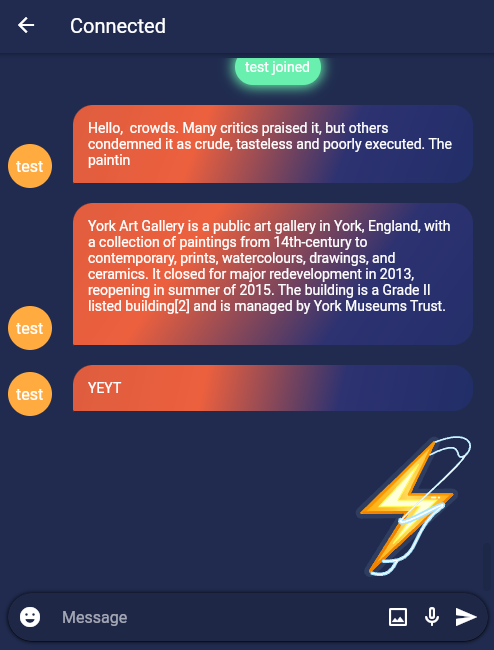 Connected
test joined
Hello,  crowds. Many critics praised it, but others
condemned it as crude, tasteless and poorly executed. The
paintin
test
York Art Gallery is a public art gallery in York, England, with
a collection of paintings from 14th-century to
contemporary, prints, watercolours, drawings, and
ceramics. It closed for major redevelopment in 2013,
reopening in summer of 2015. The building is a Grade II
listed building[2] and is managed by York Museums Trust.
test
YEYT
test
Message